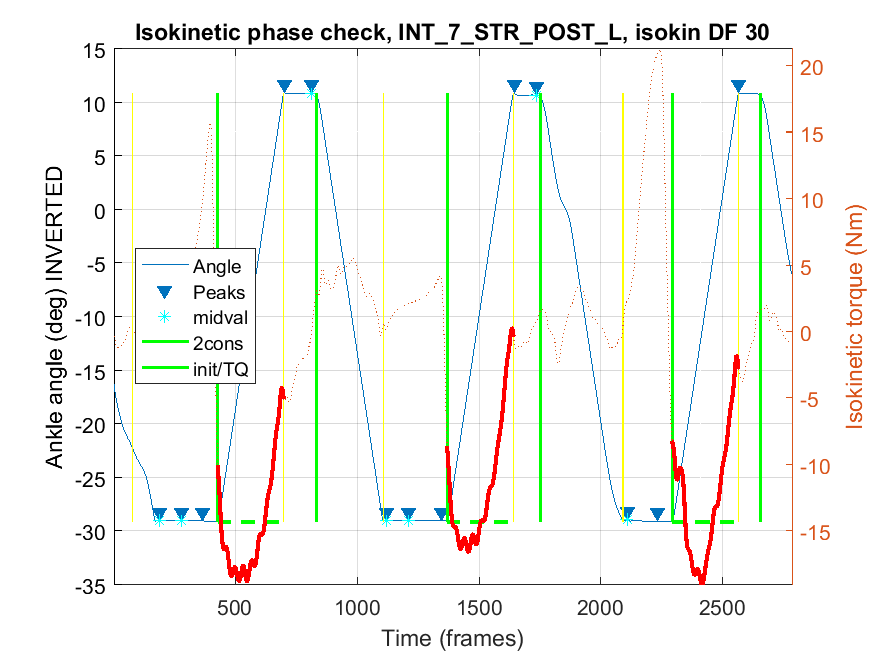 Isokinetic phase check, INT_7_STR_POST_L, isokin DF 30
15
10
5
0
-5
-10
-15
-20
-25
-30
-35
Ankle angle (deg) INVERTED
Angle
Peaks
midval
2cons
init/TQ
20
15
10
5
0
-5
-10
-15
Isokinetic torque (Nm)
500
1000
1500
2000
2500
Time (frames)